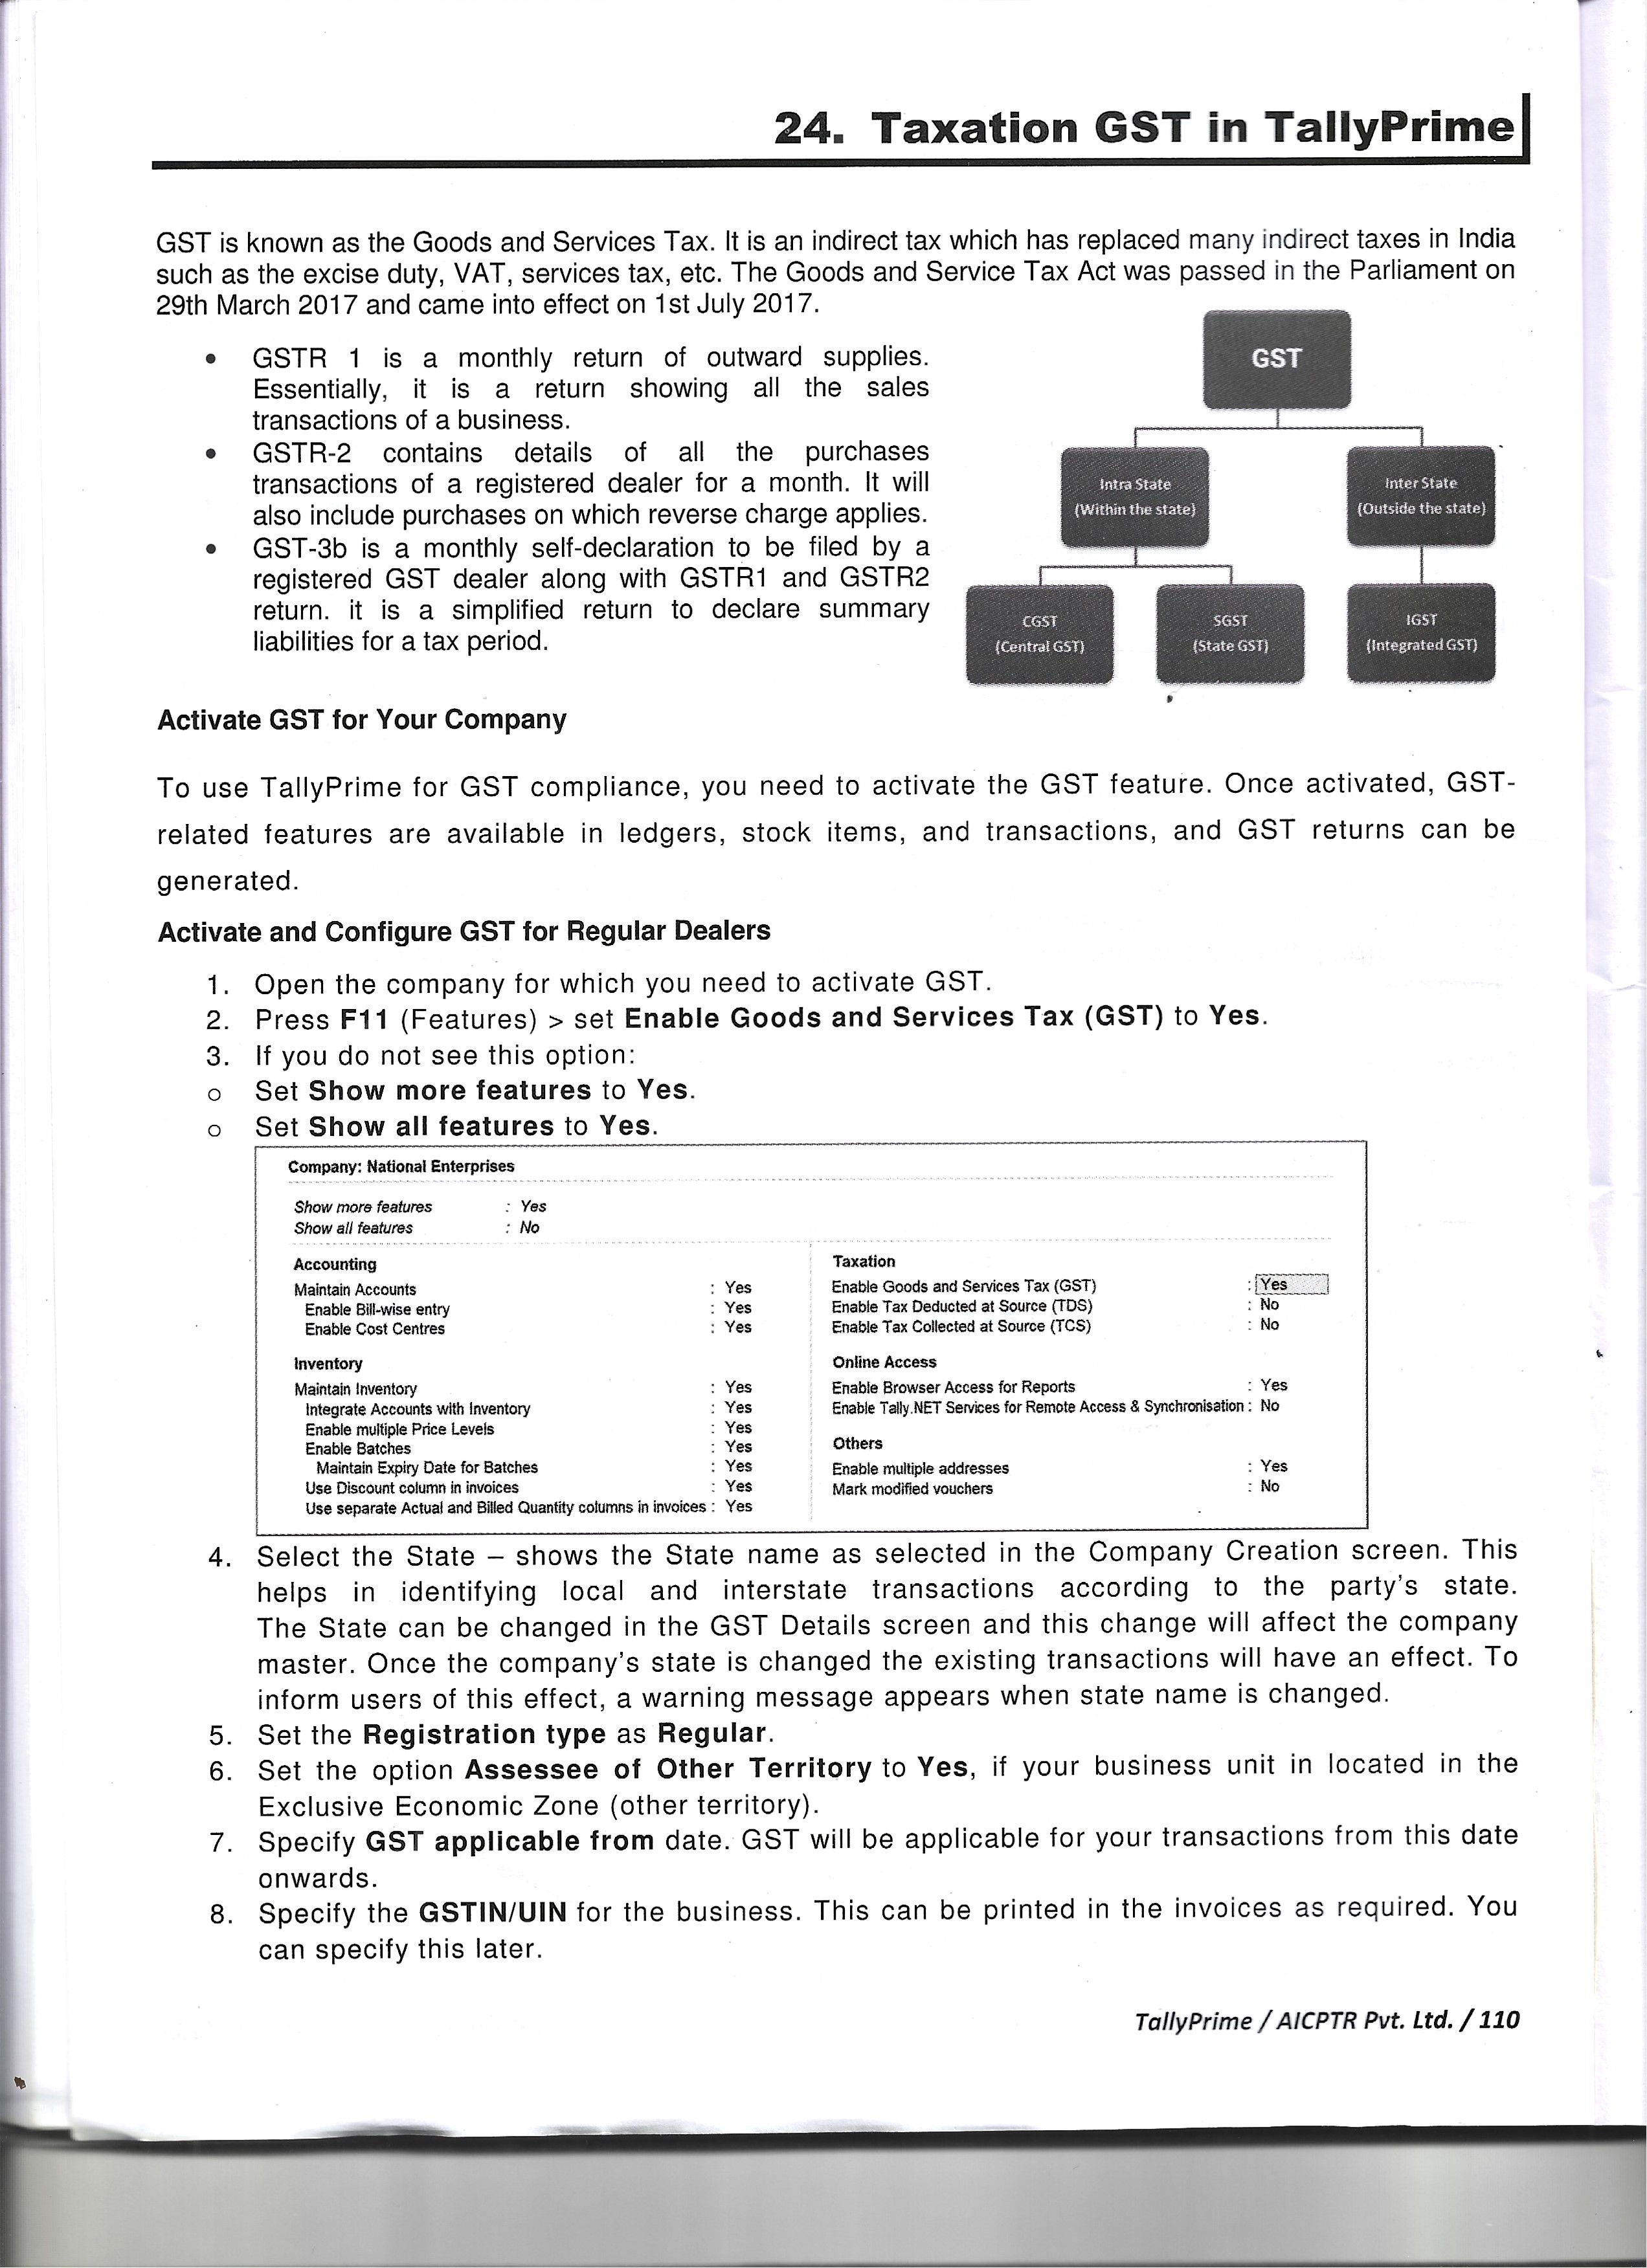 24. Taxation GST in TallyPrime
GST is known as the Goods and Services Tax. It is an indirect tax which has replaced many indirect taxes in India
such as the excise duty, VAT, services tax, etc. The Goods and Service Tax Act was passed in the Parliament on
29th March 2017 and came into effect on 1st July 2017.
• GSTR 1 is a monthly return of outward supplies.
Essentially, it is a return showing all the sales
transactions of a business.
• GSTR-2 contains details of all the purchases
transactions of a registered dealer for a month. It will
also include purchases on which reverse charge applies.
• GST-3b is a monthly self-declaration to be filed by a
registered GST dealer along with GSTR1 and GSTR2
return. it is a simplified return to declare summary
liabilities for a tax period.
GST
Intra State
(Within the state)
Inter State
(Outside the state)
CGST
(Central GST)
SGST
(State GST)
IGST
(Integrated GST)
Activate GST for Your Company
To use TallyPrime for GST compliance, you need to activate the GST feature. Once activated, GST-
related features are available in ledgers, stock items, and transactions, and GST returns can be
generated.
Activate and Configure GST for Regular Dealers
1. Open the company for which you need to activate GST.
2. Press F11 (Features) > set Enable Goods and Services Tax (GST) to Yes.
3. If you do not see this option:
o Set Show more features to Yes.
o Set Show all features to Yes.
Company: National Enterprises
Show more features : Yes
Show all features : No
Accounting
Maintain Accounts : Yes
Enable Bill-wise entry : Yes
Enable Cost Centres : Yes
Inventory
Maintain Inventory : Yes
Integrate Accounts with Inventory : Yes
Enable multiple Price Levels : Yes
Enable Batches : Yes
Maintain Expiry Date for Batches : Yes
Use Discount column in invoices : Yes
Use separate Actual and Billed Quantity columns in invoices : Yes
Taxation
Enable Goods and Services Tax (GST) : Yes
Enable Tax Deducted at Source (TDS) : No
Enable Tax Collected at Source (TCS) : No
Online Access
Enable Browser Access for Reports : Yes
Enable Tally.NET Services for Remote Access & Synchronisation : No
Others
Enable multiple addresses : Yes
Mark modified vouchers : No
4. Select the State – shows the State name as selected in the Company Creation screen. This
helps in identifying local and interstate transactions according to the party's state.
The State can be changed in the GST Details screen and this change will affect the company
master. Once the company's state is changed the existing transactions will have an effect. To
inform users of this effect, a warning message appears when state name is changed.
5. Set the Registration type as Regular.
6. Set the option Assessee of Other Territory to Yes, if your business unit in located in the
Exclusive Economic Zone (other territory).
7. Specify GST applicable from date. GST will be applicable for your transactions from this date
onwards.
8. Specify the GSTIN/UIN for the business. This can be printed in the invoices as required. You
can specify this later.
TallyPrime / AICPTR Pvt. Ltd. / 110